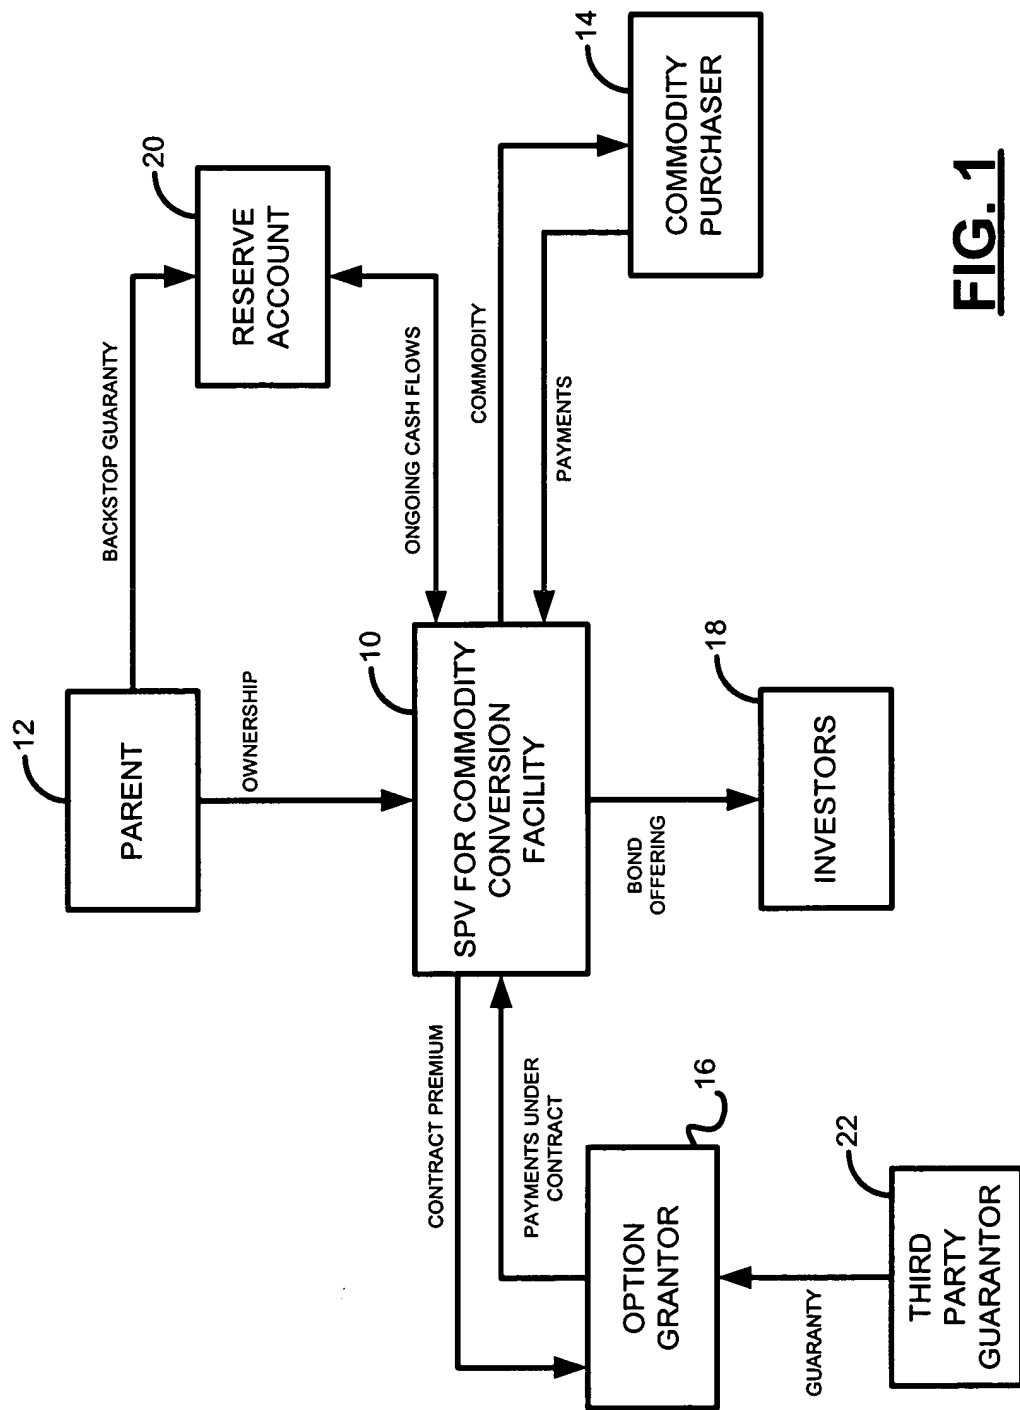 12
PARENT
BACKSTOP GUARANTY
20
RESERVE
ACCOUNT
OWNERSHIP
ONGOING CASH FLOWS
10
SPV FOR COMMODITY
CONVERSION
FACILITY
CONTRACT PREMIUM
PAYMENTS UNDER
CONTRACT
COMMODITY
PAYMENTS
14
COMMODITY
PURCHASER
16
OPTION
GRANTOR
BOND
OFFERING
18
INVESTORS
GUARANTY
22
THIRD
PARTY
GUARANTOR
FIG. 1